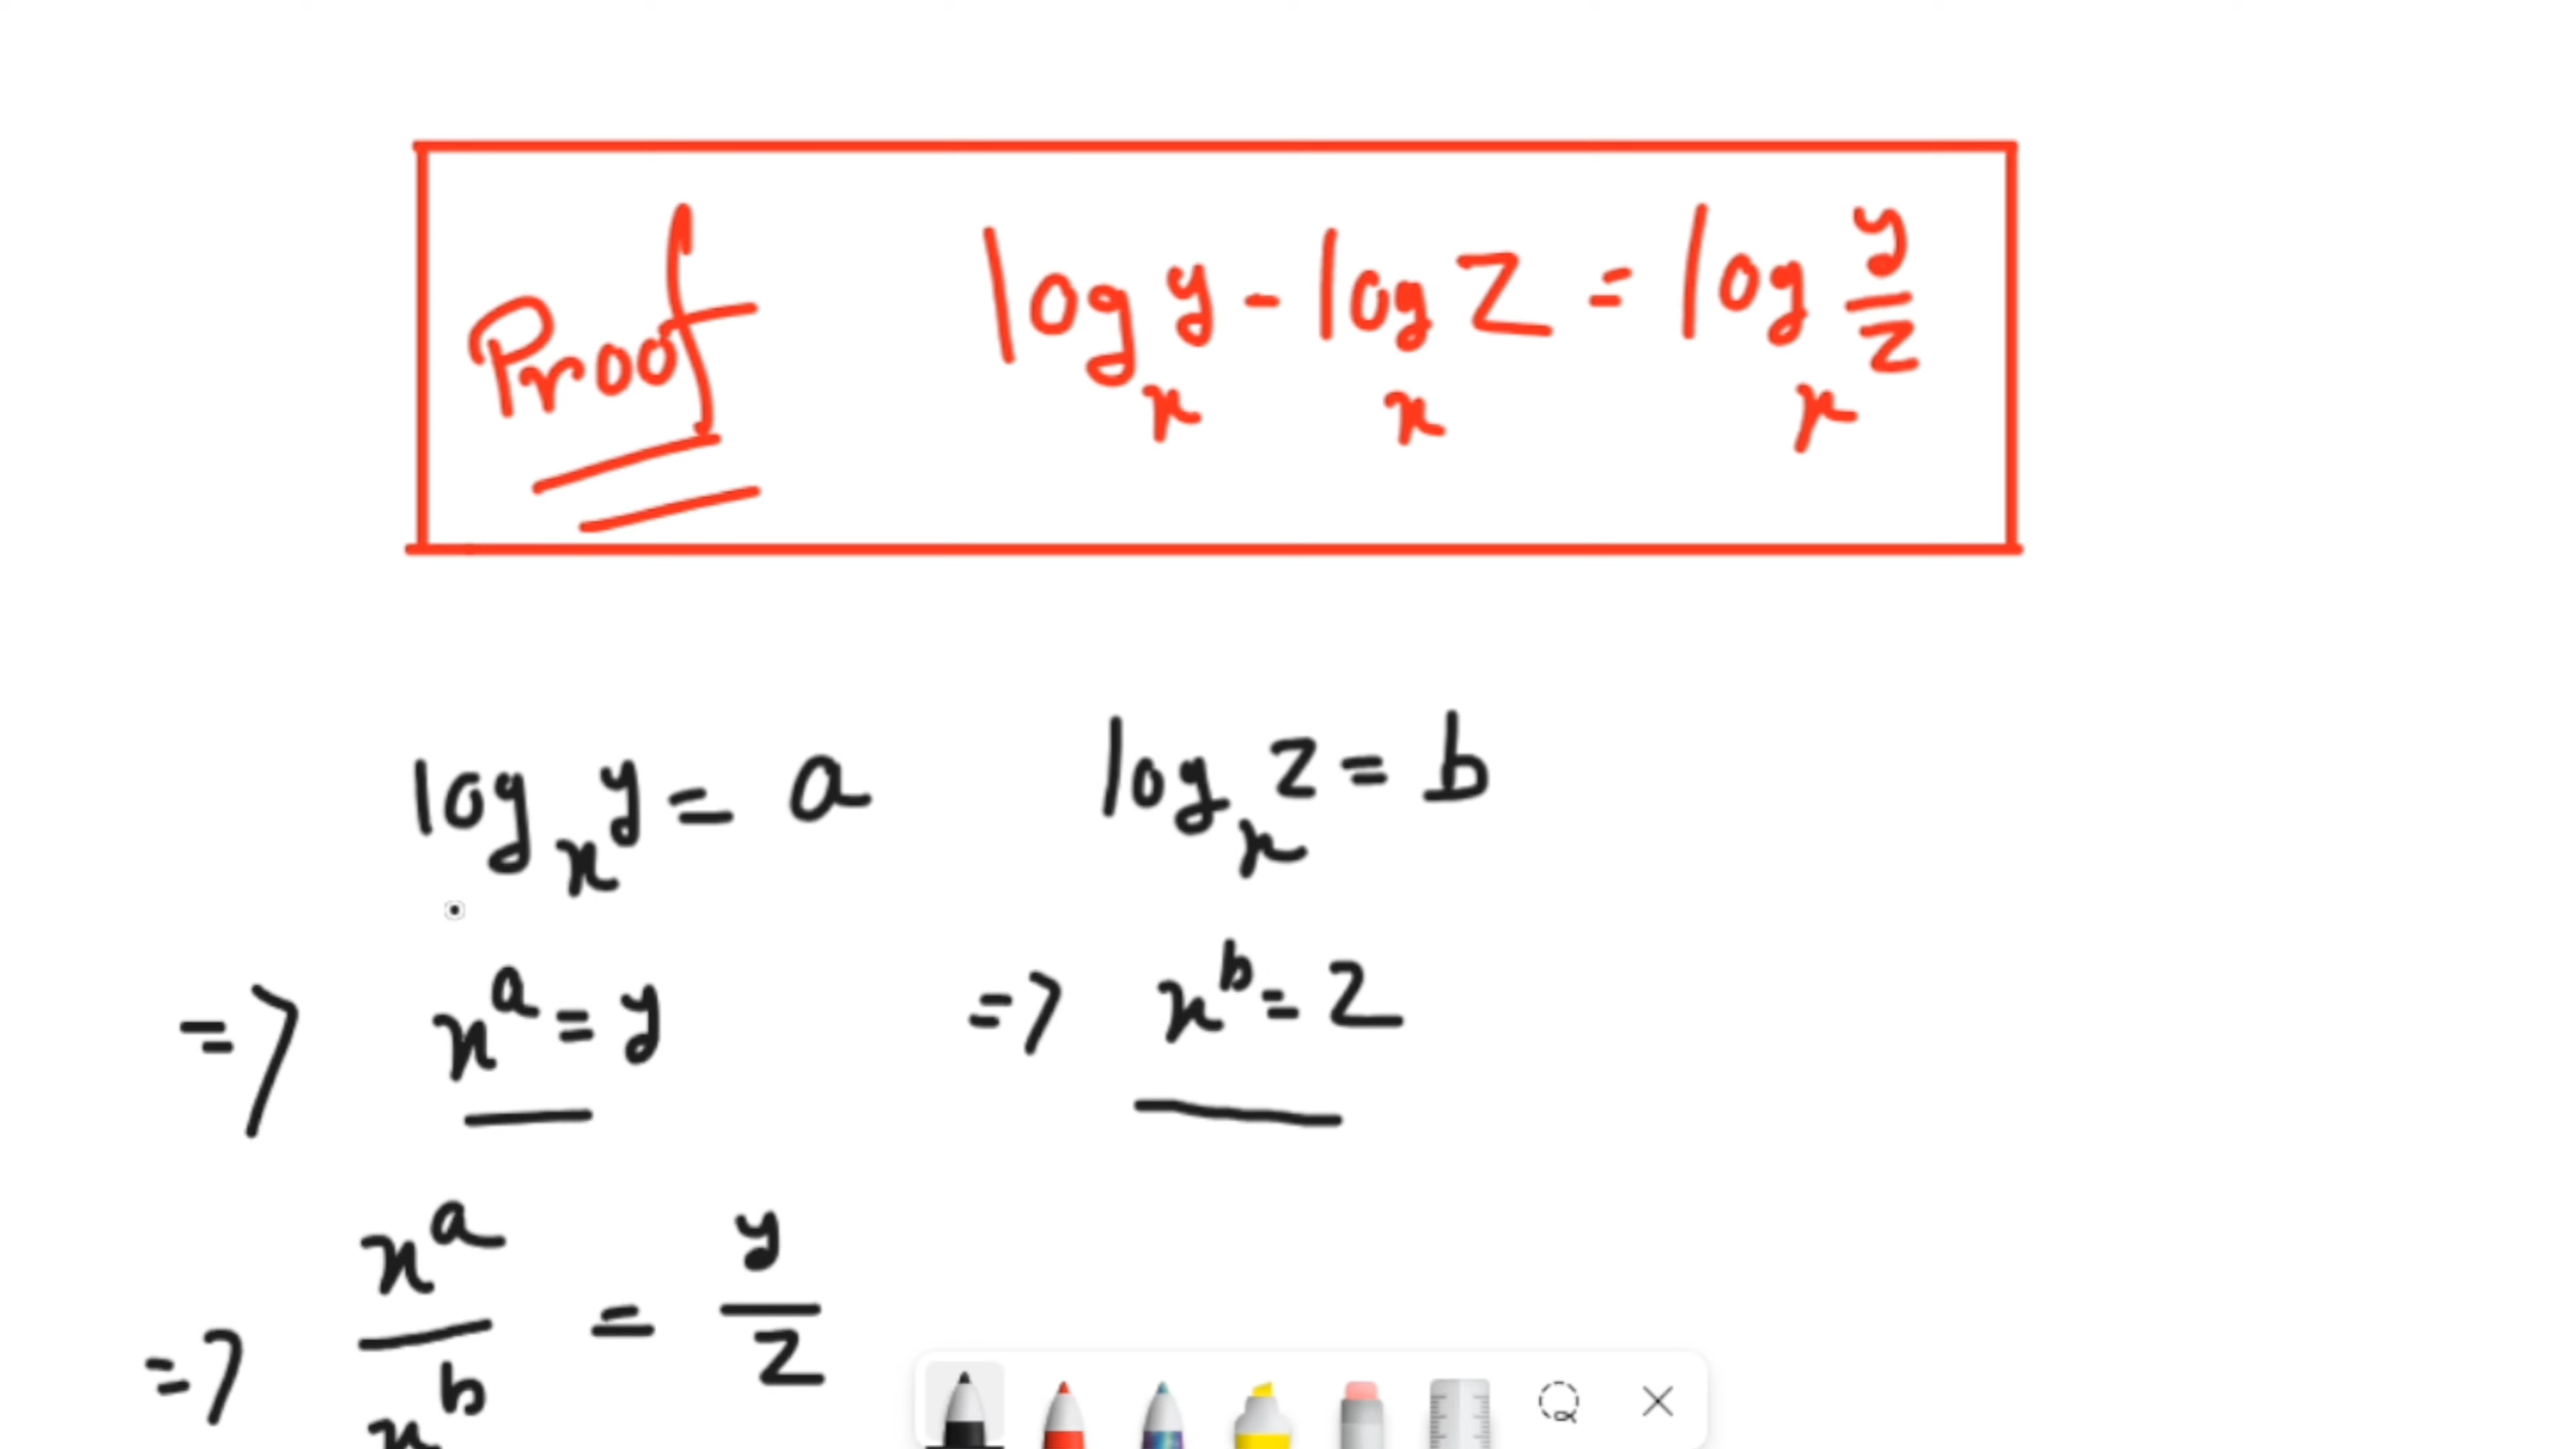 Proof log_x y - log_x z = log_x y/z
log_x y = a log_x z = b
=> x^a = y => x^b = z
=> x^a/x^b = y/z